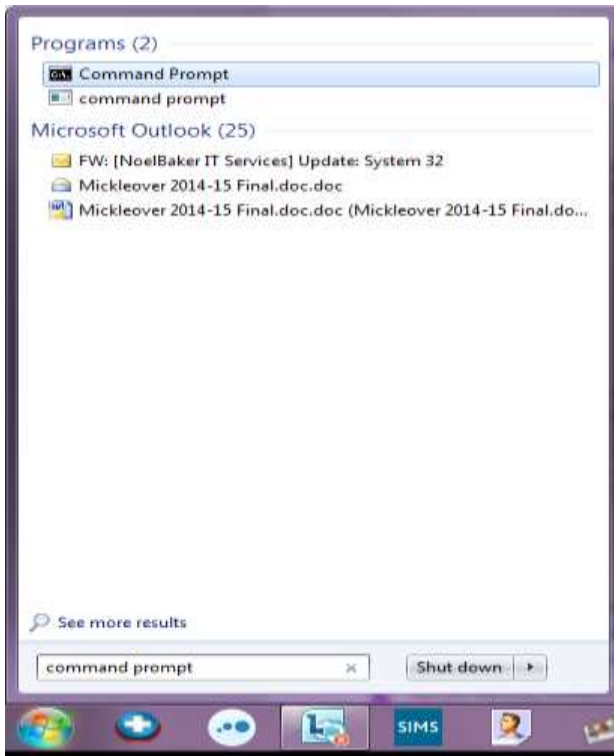 Programs (2)
Command Prompt
command prompt
Microsoft Outlook (25)
FW: [NoelBaker IT Services] Update: System 32
Mickleover 2014-15 Final.doc.doc
Mickleover 2014-15 Final.doc.doc (Mickleover 2014-15 Final.do...
See more results
command prompt
Shut down
SIMS